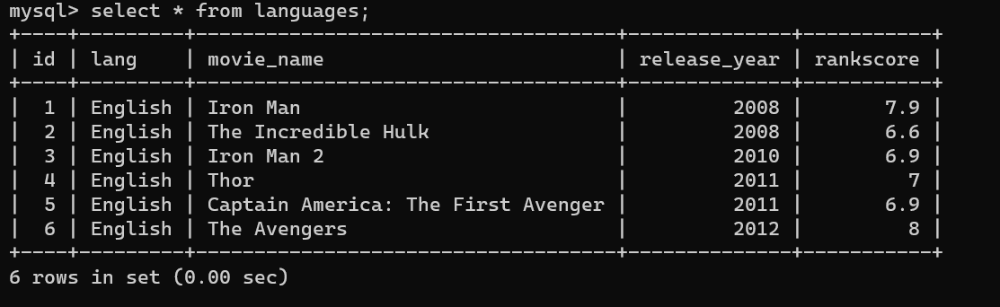 mysql> select * from languages;
+----+---------+------------------------------------+--------------+-----------+
| id | lang    | movie_name                         | release_year | rankscore |
+----+---------+------------------------------------+--------------+-----------+
|  1 | English | Iron Man                           |         2008 |       7.9 |
|  2 | English | The Incredible Hulk                |         2008 |       6.6 |
|  3 | English | Iron Man 2                         |         2010 |       6.9 |
|  4 | English | Thor                               |         2011 |         7 |
|  5 | English | Captain America: The First Avenger |         2011 |       6.9 |
|  6 | English | The Avengers                       |         2012 |         8 |
+----+---------+------------------------------------+--------------+-----------+
6 rows in set (0.00 sec)